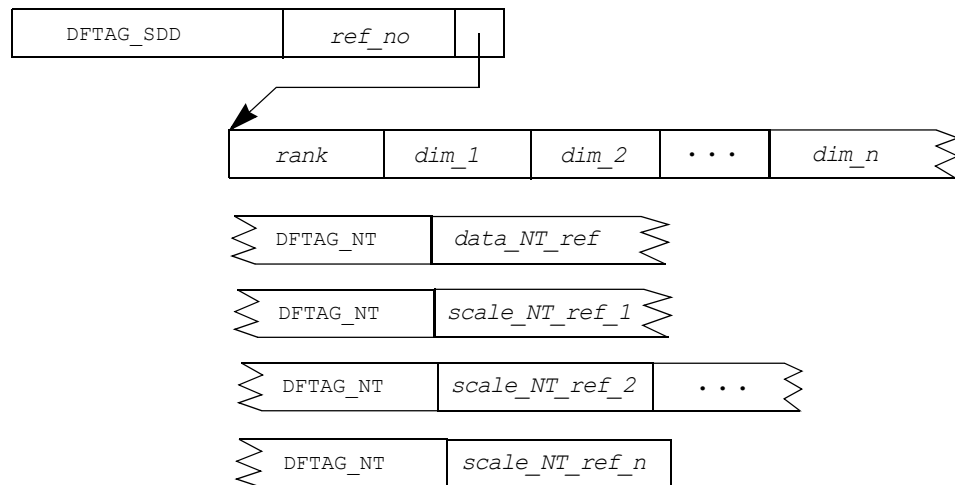 DFTAG_SDD ref_no
rank dim_1 dim_2 ... dim_n
DFTAG_NT data_NT_ref
DFTAG_NT scale_NT_ref_1
DFTAG_NT scale_NT_ref_2 ...
DFTAG_NT scale_NT_ref_n